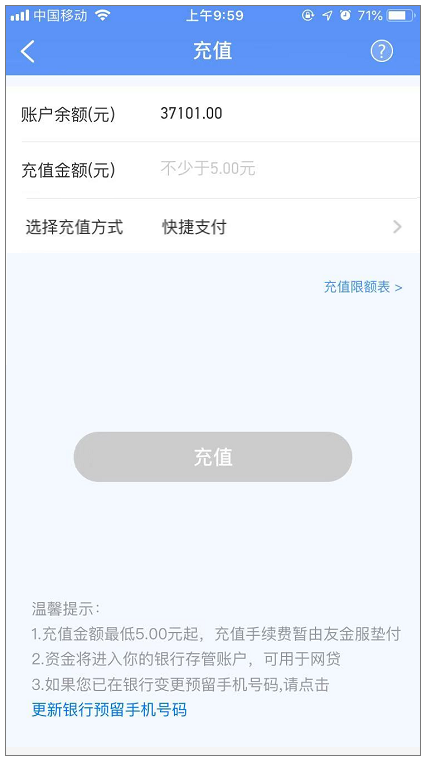 中国移动 上午9:59 71%
充值 ?
账户余额(元) 37101.00
充值金额(元) 不少于5.00元
选择充值方式 快捷支付
充值限额表 >
充值
温馨提示：
1.充值金额最低5.00元起，充值手续费暂由友金服垫付
2.资金将进入你的银行存管账户，可用于网贷
3.如果您已在银行变更预留手机号码,请点击
更新银行预留手机号码